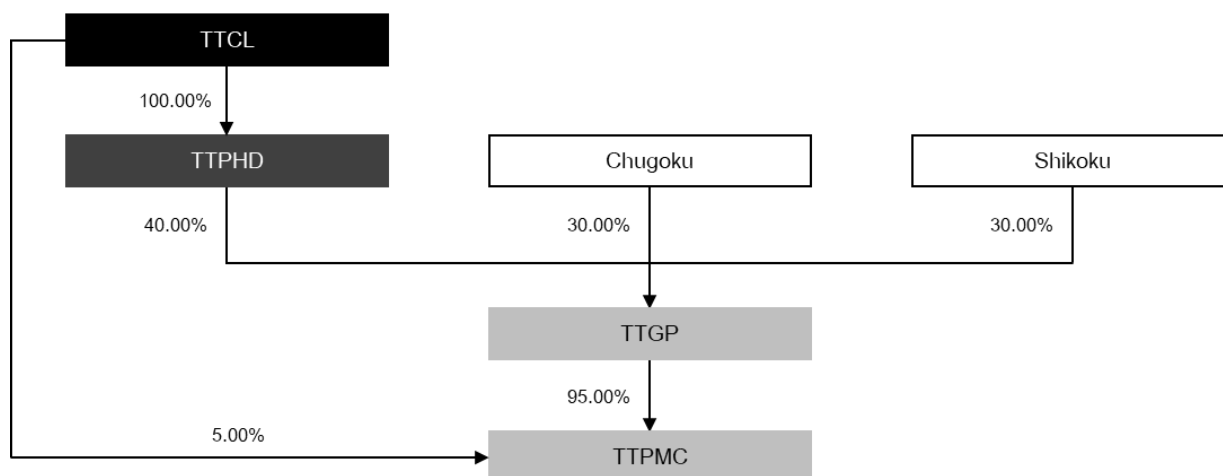 TTCL
100.00%
TTPHD
Chugoku
Shikoku
40.00%
30.00%
30.00%
TTGP
95.00%
5.00%
TTPMC